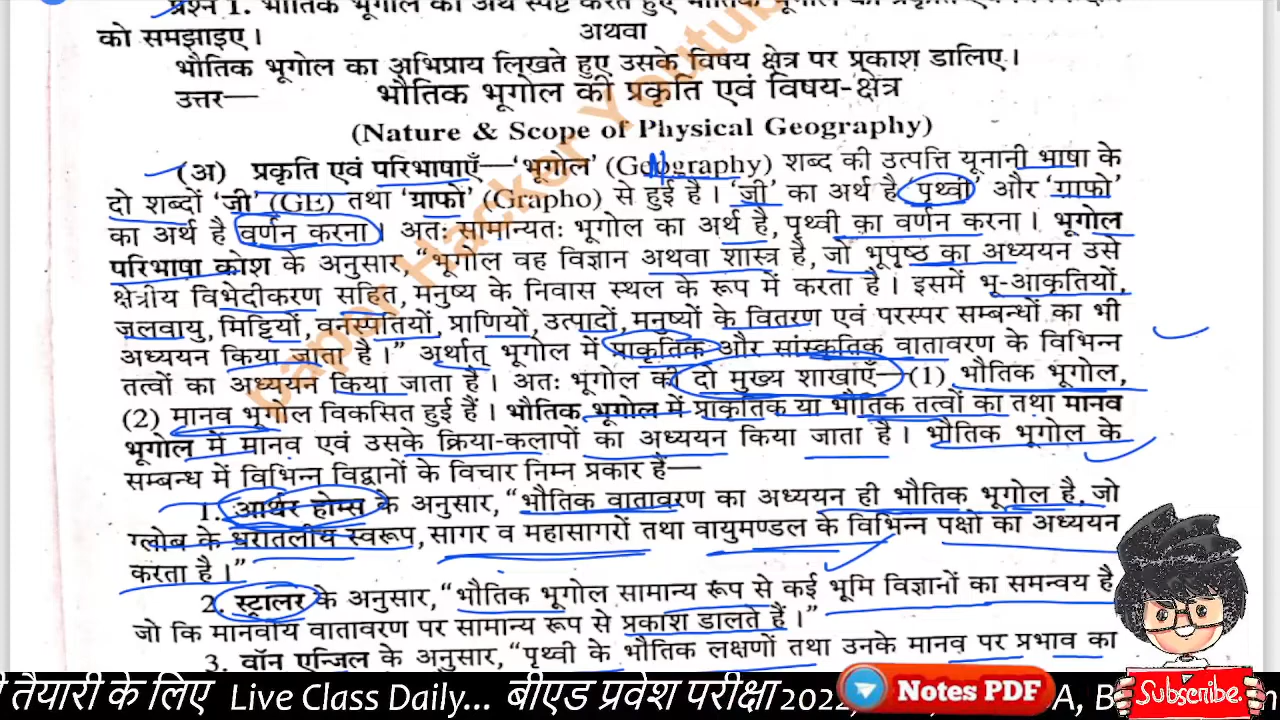 प्रश्न 1. भौतिक भूगोल का अर्थ स्पष्ट करते हुए भौतिक भूगोल
को समझाइए।
अथवा
भौतिक भूगोल का अभिप्राय लिखते हुए उसके विषय क्षेत्र पर प्रकाश डालिए।
उत्तर— भौतिक भूगोल की प्रकृति एवं विषय-क्षेत्र
(Nature & Scope of Physical Geography)
(अ) प्रकृति एवं परिभाषाएँ—‘भूगोल’ (Geography) शब्द की उत्पत्ति यूनानी भाषा के
दो शब्दों ‘जी’ (GE) तथा ‘ग्राफो’ (Grapho) से हुई है। ‘जी’ का अर्थ है ‘पृथ्वी’ और ‘ग्राफो’
का अर्थ है वर्णन करना। अतः सामान्यतः भूगोल का अर्थ है, पृथ्वी का वर्णन करना। भूगोल
परिभाषा कोश के अनुसार, “भूगोल वह विज्ञान अथवा शास्त्र है, जो भूपृष्ठ का अध्ययन उसे
क्षेत्रीय विभेदीकरण सहित, मनुष्य के निवास स्थल के रूप में करता है। इसमें भू-आकृतियों,
जलवायु, मिट्टियों, वनस्पतियों, प्राणियों, उत्पादों, मनुष्यों के वितरण एवं परस्पर सम्बन्धों का भी
अध्ययन किया जाता है।” अर्थात् भूगोल में प्राकृतिक और सांस्कृतिक वातावरण के विभिन्न
तत्वों का अध्ययन किया जाता है। अतः भूगोल की दो मुख्य शाखाएँ—(1) भौतिक भूगोल,
(2) मानव भूगोल विकसित हुई हैं। भौतिक भूगोल में प्राकृतिक या भौतिक तत्वों का तथा मानव
भूगोल में मानव एवं उसके क्रिया-कलापों का अध्ययन किया जाता है। भौतिक भूगोल के
सम्बन्ध में विभिन्न विद्वानों के विचार निम्न प्रकार हैं—
1. आर्थर होम्स के अनुसार, “भौतिक वातावरण का अध्ययन ही भौतिक भूगोल है, जो
ग्लोब के धरातलीय स्वरूप, सागर व महासागरों तथा वायुमण्डल के विभिन्न पक्षों का अध्ययन
करता है।”
2. स्ट्रालर के अनुसार, “भौतिक भूगोल सामान्य रूप से कई भूमि विज्ञानों का समन्वय है
जो कि मानवीय वातावरण पर सामान्य रूप से प्रकाश डालते हैं।”
3. वॉन एन्जिल के अनुसार, “पृथ्वी के भौतिक लक्षणों तथा उनके मानव पर प्रभाव का
Paper Hacker Youtube
तैयारी के लिए Live Class Daily... बीएड प्रवेश परीक्षा 2022,
Notes PDF
Subscribe.